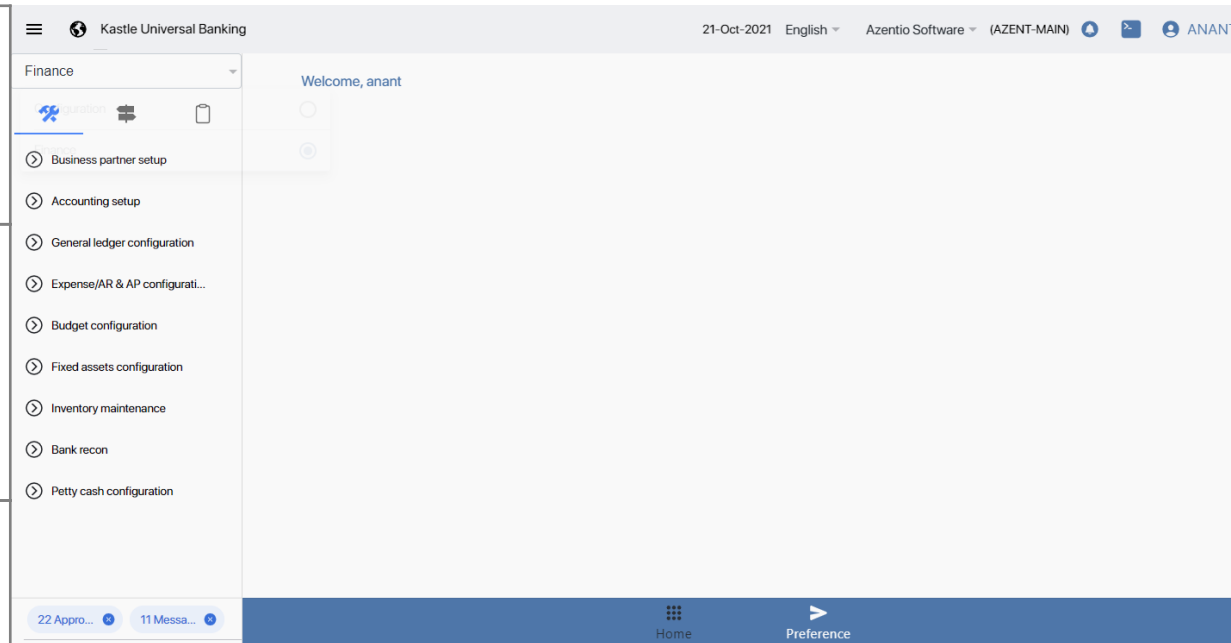 Kastle Universal Banking
21-Oct-2021 English Azentio Software (AZENT-MAIN) ANANT
Finance
Welcome, anant
Configuration
Finance
Business partner setup
Accounting setup
General ledger configuration
Expense/AR & AP configurati...
Budget configuration
Fixed assets configuration
Inventory maintenance
Bank recon
Petty cash configuration
22 Appro... 11 Messa...
Home
Preference